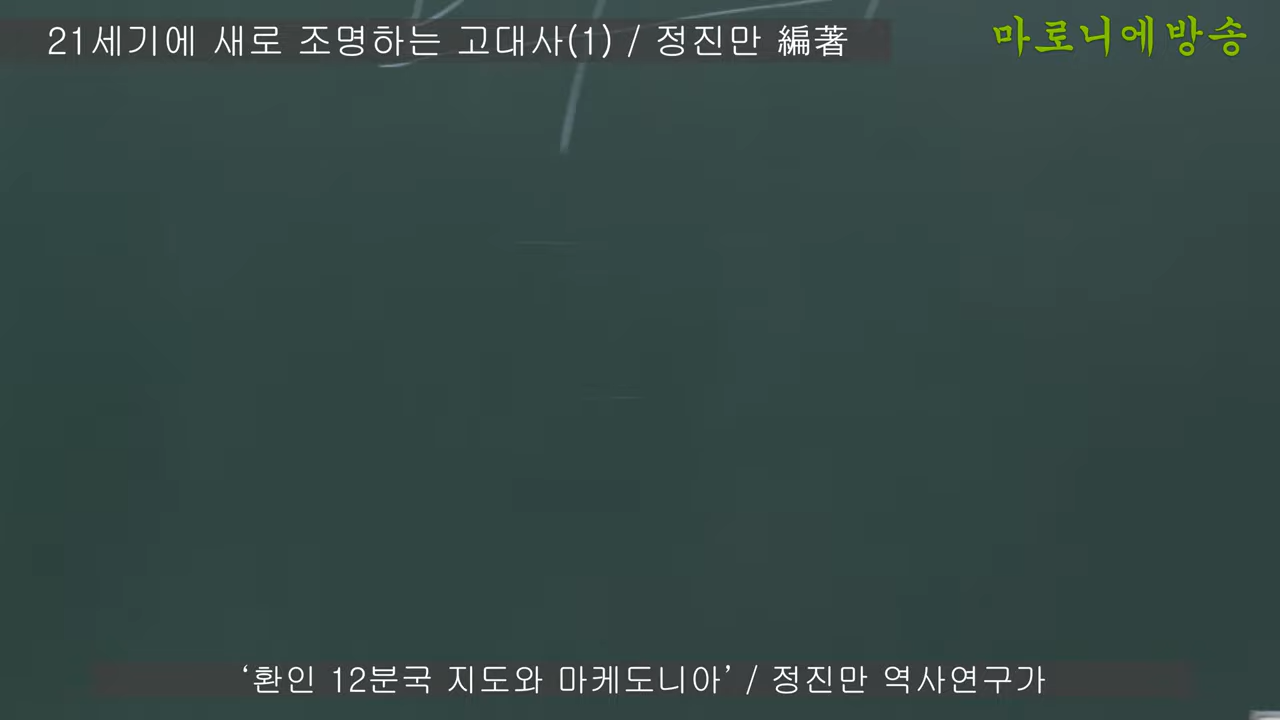 21세기에 새로 조명하는 고대사(1) / 정진만 編著
마로니에방송
‘환인 12분국 지도와 마케도니아’ / 정진만 역사연구가